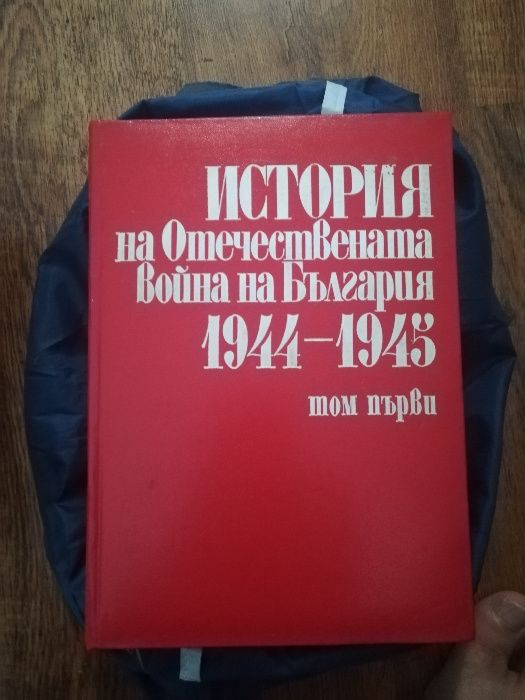 ИСТОРИЯ
на Отечествената
война на България
1944–1945
том първи